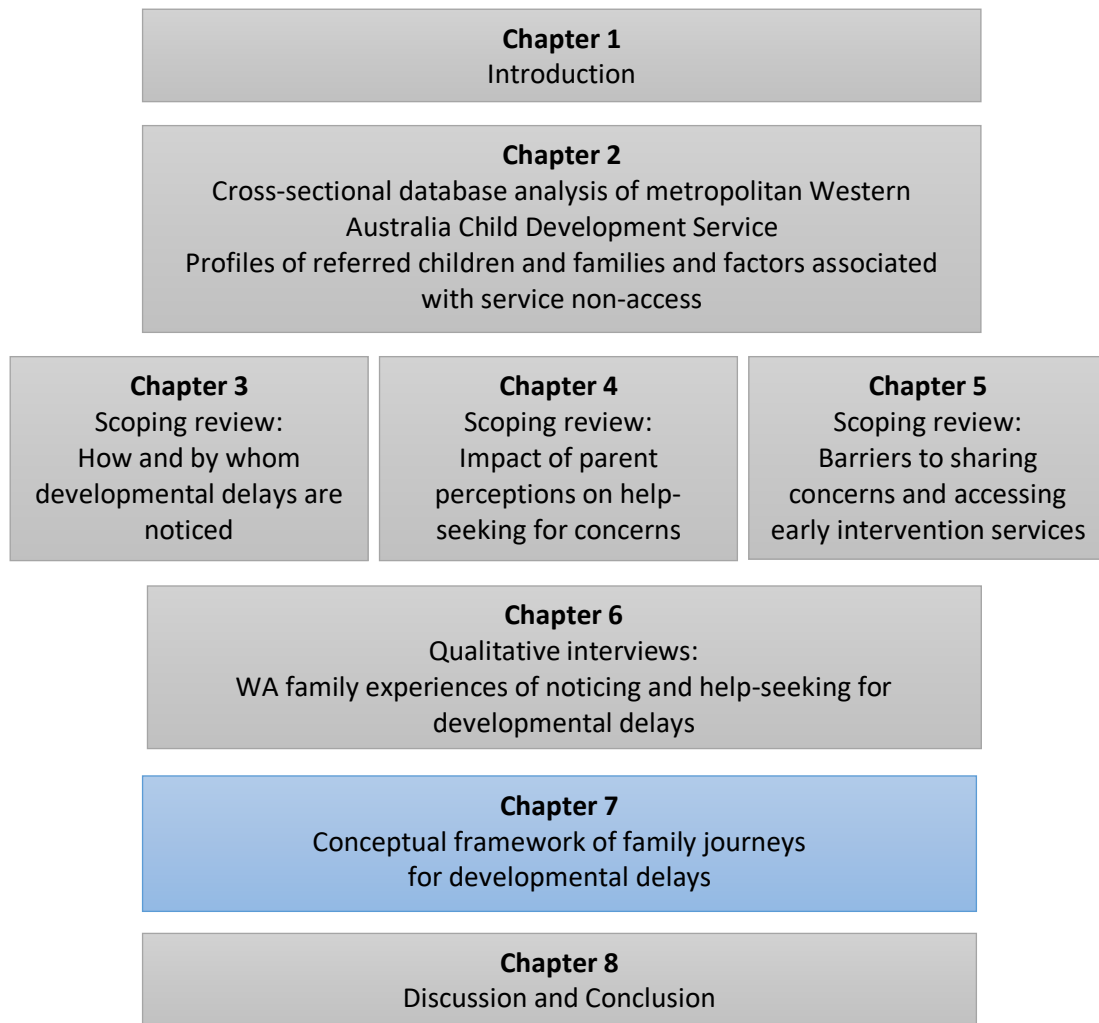 Chapter 1
Introduction
Chapter 2
Cross-sectional database analysis of metropolitan Western
Australia Child Development Service
Profiles of referred children and families and factors associated
with service non-access
Chapter 3
Scoping review:
How and by whom
developmental delays are
noticed
Chapter 4
Scoping review:
Impact of parent
perceptions on help-
seeking for concerns
Chapter 5
Scoping review:
Barriers to sharing
concerns and accessing
early intervention services
Chapter 6
Qualitative interviews:
WA family experiences of noticing and help-seeking for
developmental delays
Chapter 7
Conceptual framework of family journeys
for developmental delays
Chapter 8
Discussion and Conclusion